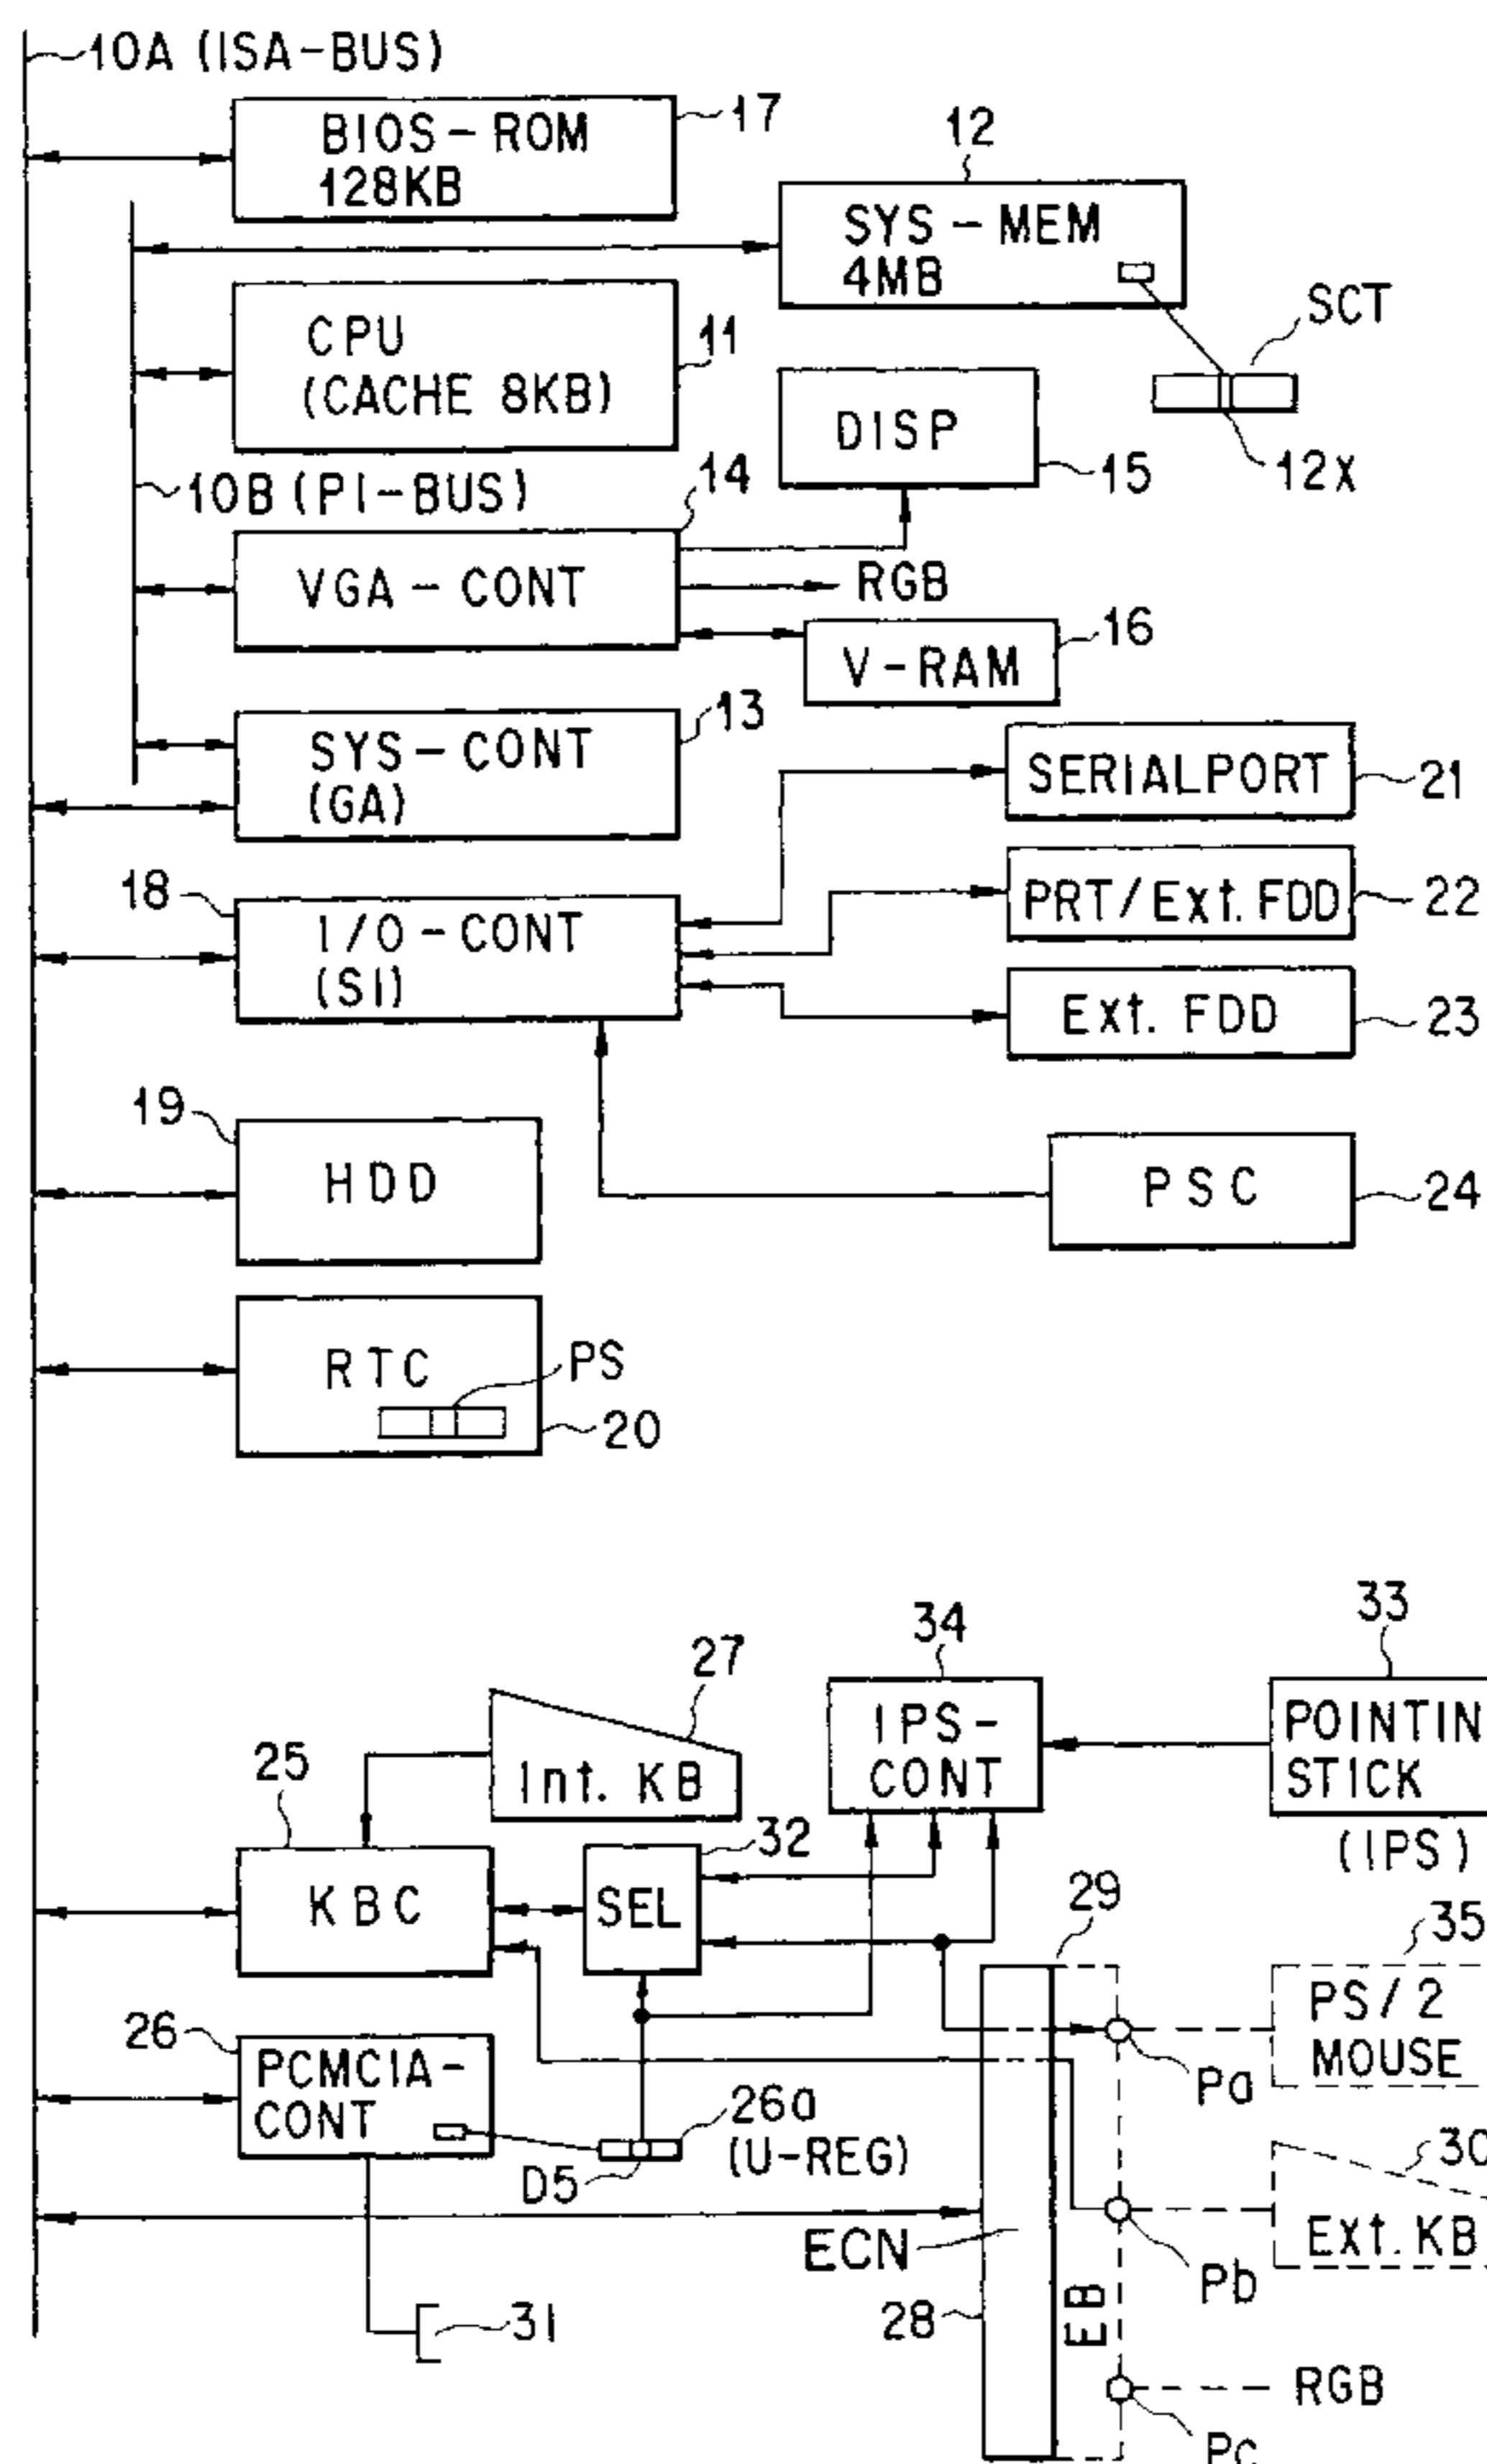 10A (ISA-BUS)
BIOS-ROM
128KB
17
12
SYS-MEM
4MB
SCT
12X
CPU
(CACHE 8KB)
11
DISP
15
10B (PI-BUS)
14
VGA-CONT
RGB
V-RAM
16
SYS-CONT
(GA)
13
SERIALPORT
21
18
I/O-CONT
(SI)
PRT/Ext.FDD
22
Ext. FDD
23
19
HDD
PSC
24
RTC
PS
20
34
33
27
IPS-
CONT
POINTIN
STICK
(IPS)
25
Int. KB
32
KBC
SEL
29
35
PS/2
MOUSE
26
PCMCIA-
CONT
26a
(U-REG)
D5
Pa
30
Ext. KB
ECN
Pb
28
EB
31
RGB
Pc